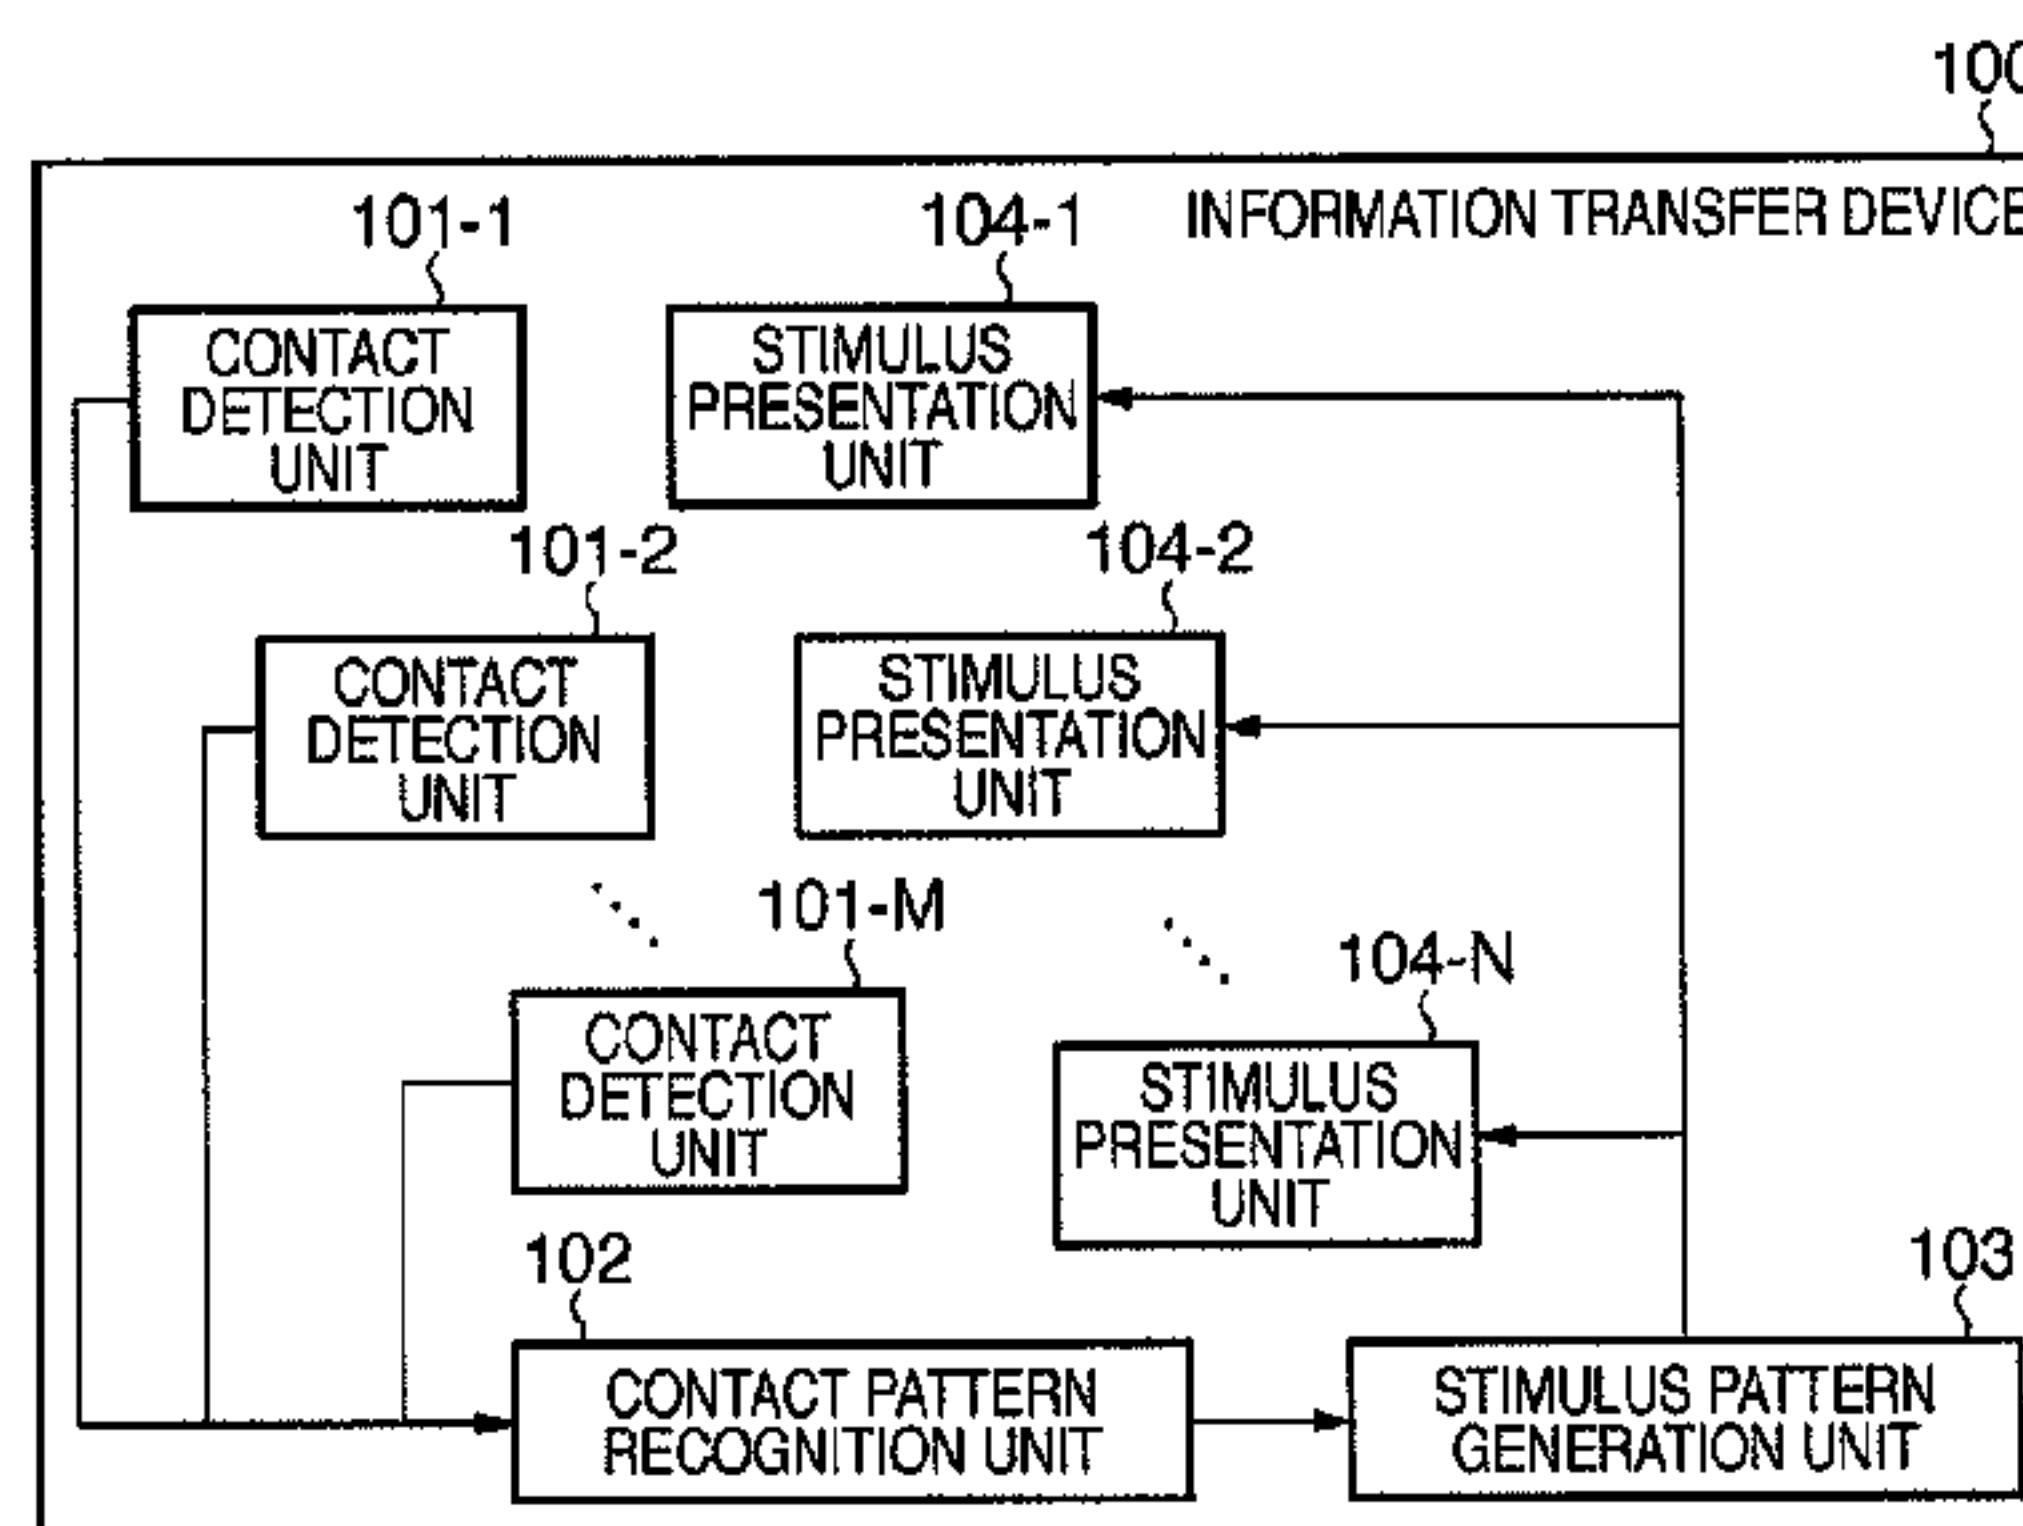 100
INFORMATION TRANSFER DEVICE
101-1
104-1
CONTACT
DETECTION
UNIT
STIMULUS
PRESENTATION
UNIT
101-2
104-2
CONTACT
DETECTION
UNIT
STIMULUS
PRESENTATION
UNIT
101-M
104-N
CONTACT
DETECTION
UNIT
STIMULUS
PRESENTATION
UNIT
102
103
CONTACT PATTERN
RECOGNITION UNIT
STIMULUS PATTERN
GENERATION UNIT